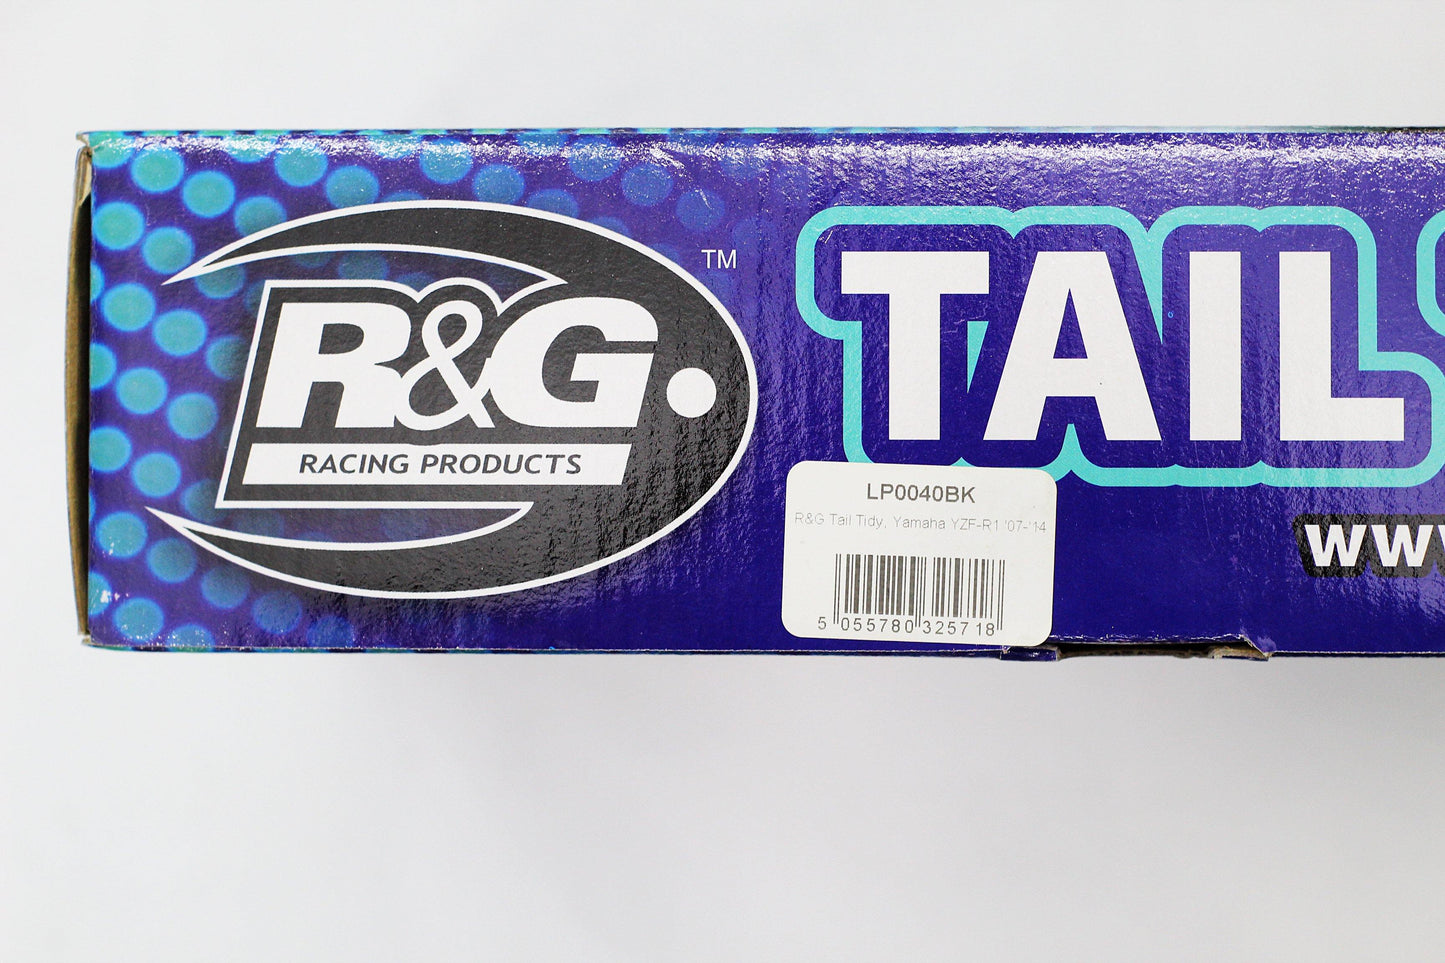 R&G
RACING PRODUCTS
TM
TAIL
LP0040BK
R&G Tail Tidy, Yamaha YZF-R1 '07-'14
5 055780 325718
www